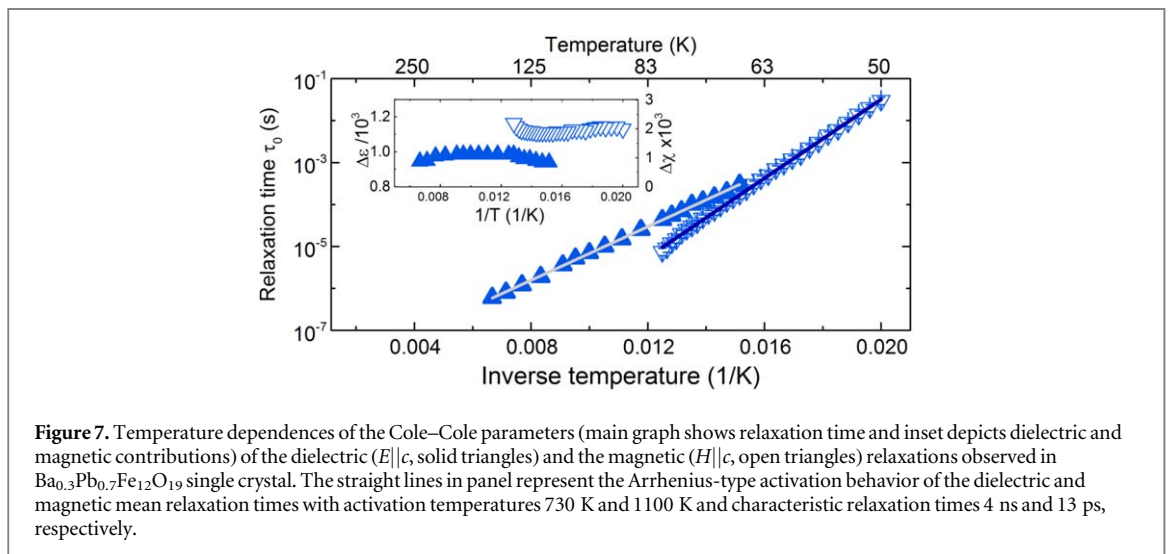 Temperature (K)
250 125 83 63 50
10⁻¹
10⁻³
10⁻⁵
10⁻⁷
Relaxation time τ₀ (s)
1.2
1.0
0.8
Δε /10³
3
2
1
0
Δχ x10³
0.008 0.012 0.016 0.020
1/T (1/K)
0.004 0.008 0.012 0.016 0.020
Inverse temperature (1/K)
Figure 7. Temperature dependences of the Cole–Cole parameters (main graph shows relaxation time and inset depicts dielectric and
magnetic contributions) of the dielectric (E||c, solid triangles) and the magnetic (H||c, open triangles) relaxations observed in
Ba₀.₃Pb₀.₇Fe₁₂O₁₉ single crystal. The straight lines in panel represent the Arrhenius-type activation behavior of the dielectric and
magnetic mean relaxation times with activation temperatures 730 K and 1100 K and characteristic relaxation times 4 ns and 13 ps,
respectively.